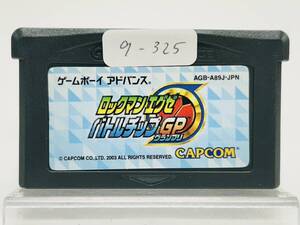 9-325
ゲームボーイ アドバンス®
AGB-A89J-JPN
ロックマンエグゼ
バトルチップGP
グランプリ
© CAPCOM CO., LTD. 2003 ALL RIGHTS RESERVED.
CAPCOM